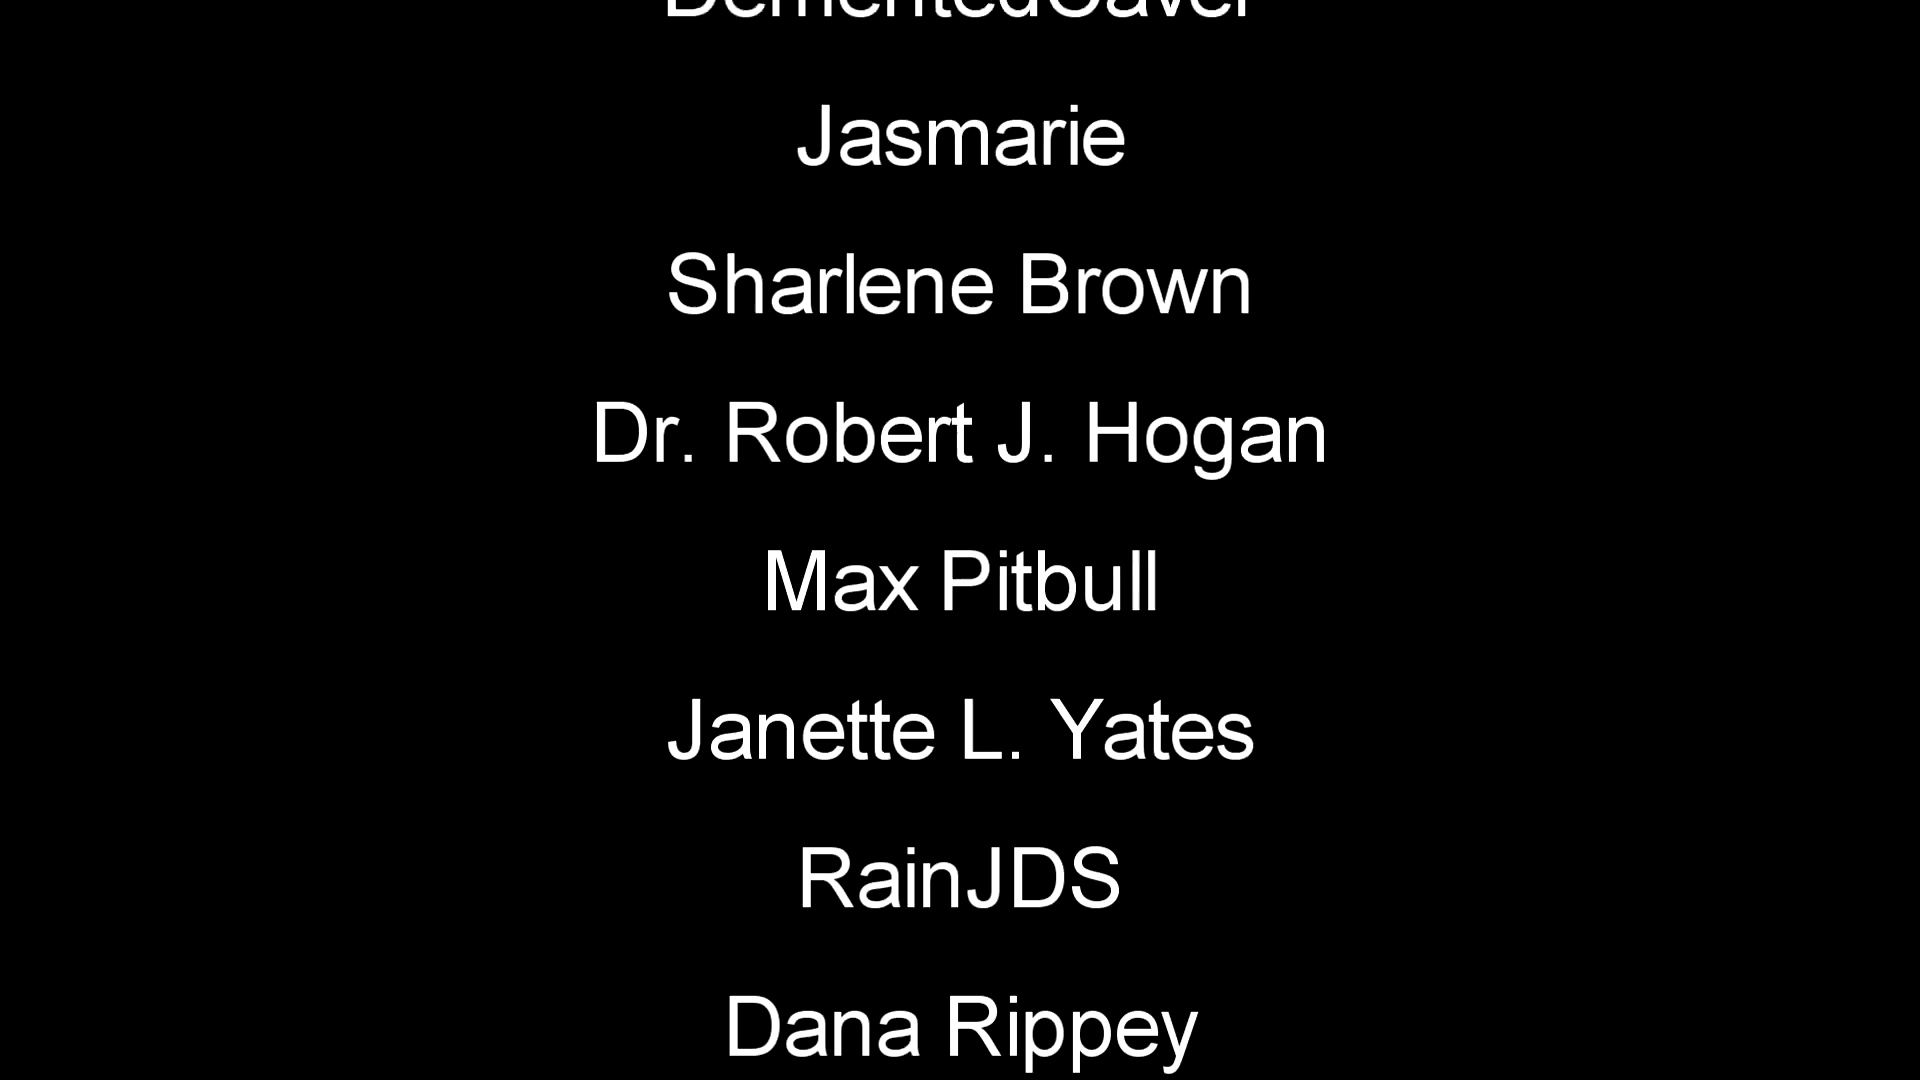 Jasmarie
Sharlene Brown
Dr. Robert J. Hogan
Max Pitbull
Janette L. Yates
RainJDS
Dana Rippey